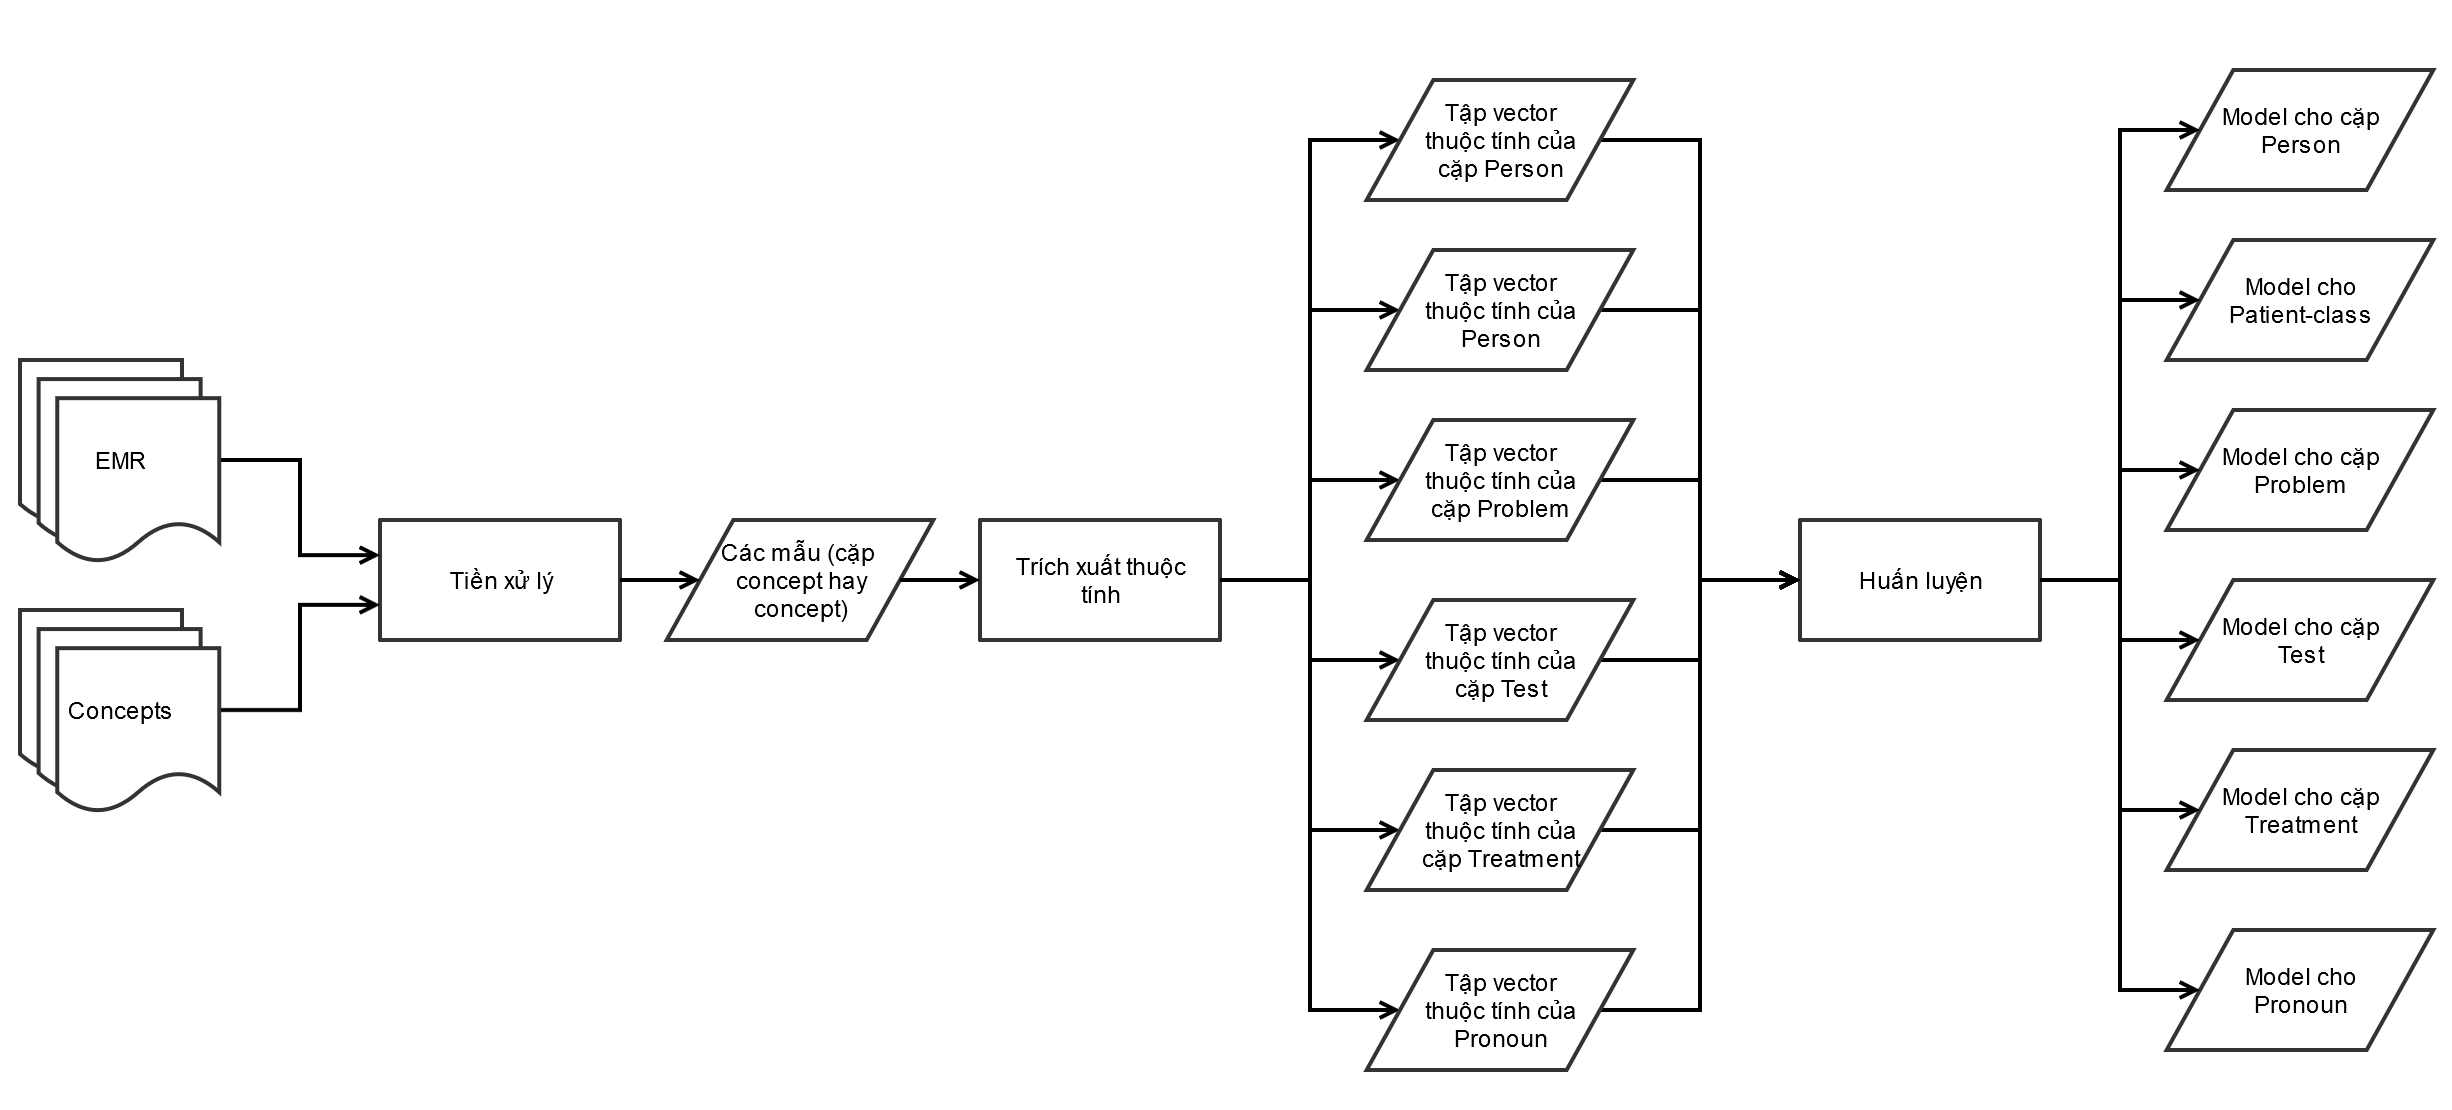 EMR
Concepts
Tiền xử lý
Các mẫu (cặp
concept hay
concept)
Trích xuất thuộc
tính
Tập vector
thuộc tính của
cặp Person
Tập vector
thuộc tính của
Person
Tập vector
thuộc tính của
cặp Problem
Tập vector
thuộc tính của
cặp Test
Tập vector
thuộc tính của
cặp Treatment
Tập vector
thuộc tính của
Pronoun
Huấn luyện
Model cho cặp
Person
Model cho
Patient-class
Model cho cặp
Problem
Model cho cặp
Test
Model cho cặp
Treatment
Model cho
Pronoun